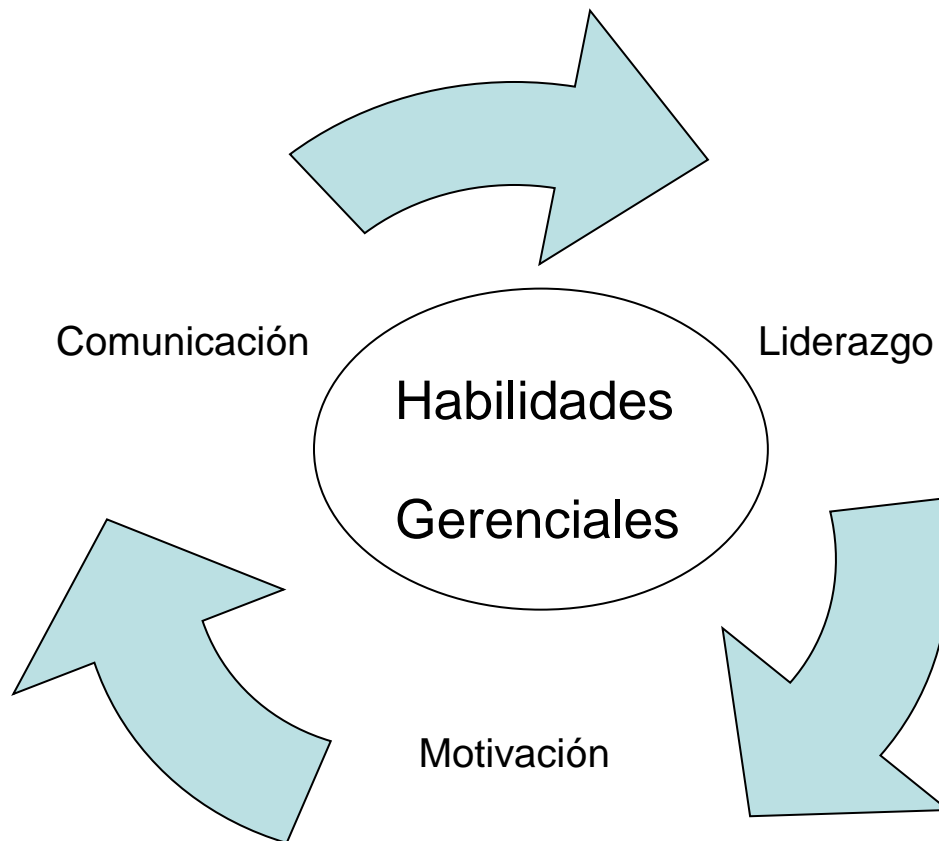 Comunicación
Liderazgo
Habilidades
Gerenciales
Motivación